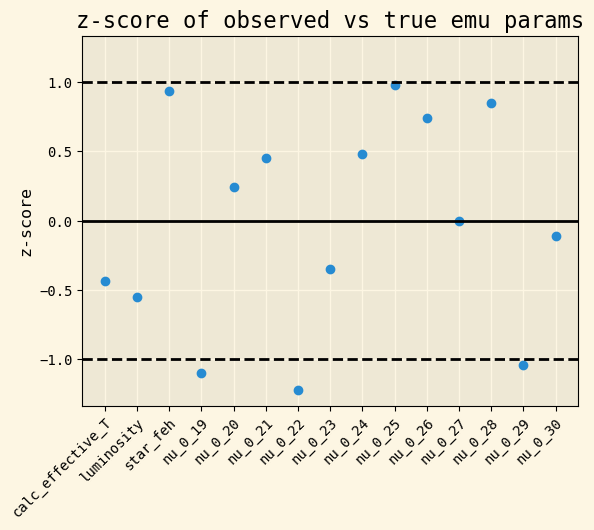 z-score of observed vs true emu params
z-score
1.0
0.5
0.0
−0.5
−1.0
calc_effective_T
luminosity
star_feh
nu_0_19
nu_0_20
nu_0_21
nu_0_22
nu_0_23
nu_0_24
nu_0_25
nu_0_26
nu_0_27
nu_0_28
nu_0_29
nu_0_30